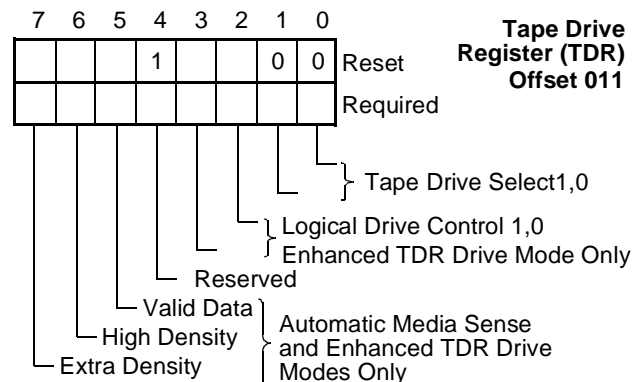 7 6 5 4 3 2 1 0
Tape Drive
Register (TDR)
Offset 011
1 0 0 Reset
Required
Tape Drive Select1,0
Logical Drive Control 1,0
Enhanced TDR Drive Mode Only
Reserved
Valid Data
High Density
Extra Density
Automatic Media Sense
and Enhanced TDR Drive
Modes Only